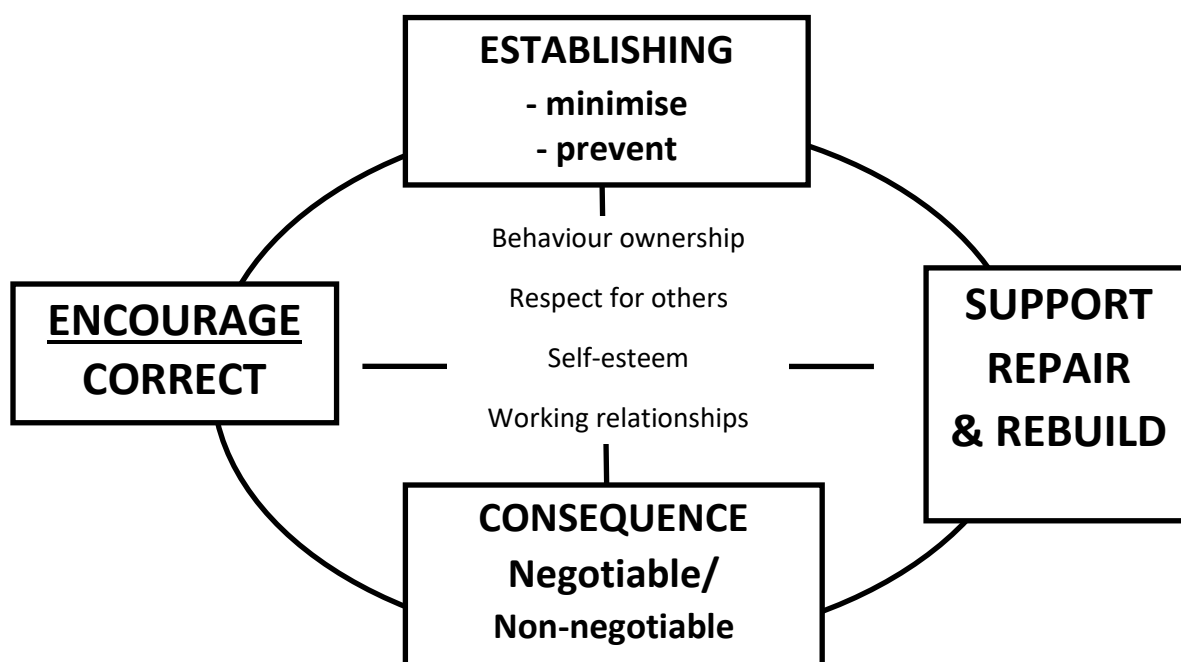 ESTABLISHING
- minimise
- prevent
Behaviour ownership
Respect for others
Self-esteem
Working relationships
ENCOURAGE
CORRECT
SUPPORT
REPAIR
& REBUILD
CONSEQUENCE
Negotiable/
Non-negotiable